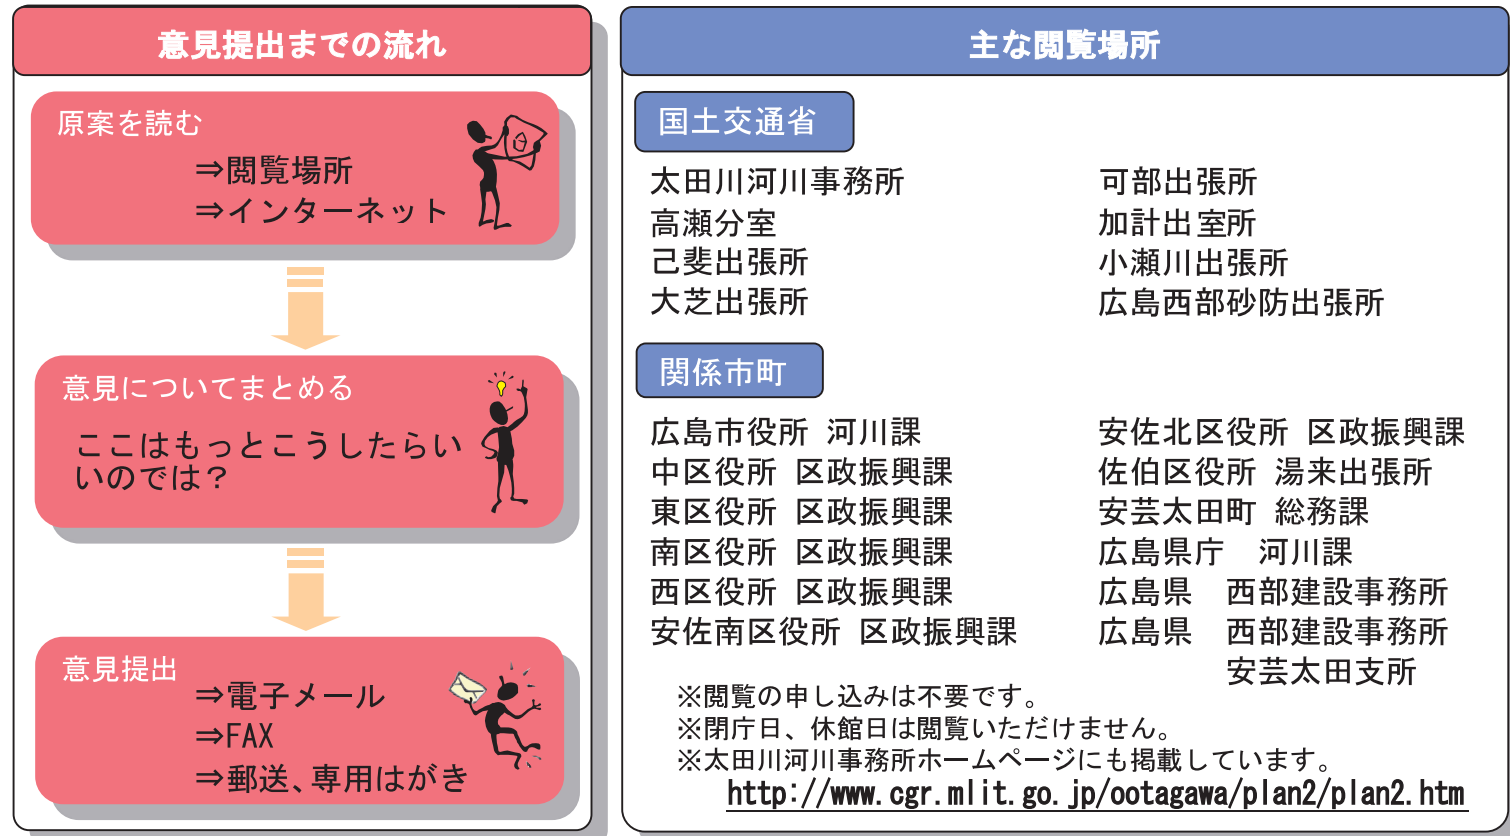 意見提出までの流れ
原案を読む
⇒閲覧場所
⇒インターネット
意見についてまとめる
ここはもっとこうしたらい
いのでは？
意見提出
⇒電子メール
⇒FAX
⇒郵送、専用はがき
主な閲覧場所
国土交通省
太田川河川事務所
高瀬分室
己斐出張所
大芝出張所
可部出張所
加計出室所
小瀬川出張所
広島西部砂防出張所
関係市町
広島市役所 河川課
中区役所 区政振興課
東区役所 区政振興課
南区役所 区政振興課
西区役所 区政振興課
安佐南区役所 区政振興課
安佐北区役所 区政振興課
佐伯区役所 湯来出張所
安芸太田町 総務課
広島県庁　河川課
広島県　西部建設事務所
広島県　西部建設事務所
安芸太田支所
※閲覧の申し込みは不要です。
※閉庁日、休館日は閲覧いただけません。
※太田川河川事務所ホームページにも掲載しています。
http://www.cgr.mlit.go.jp/ootagawa/plan2/plan2.htm